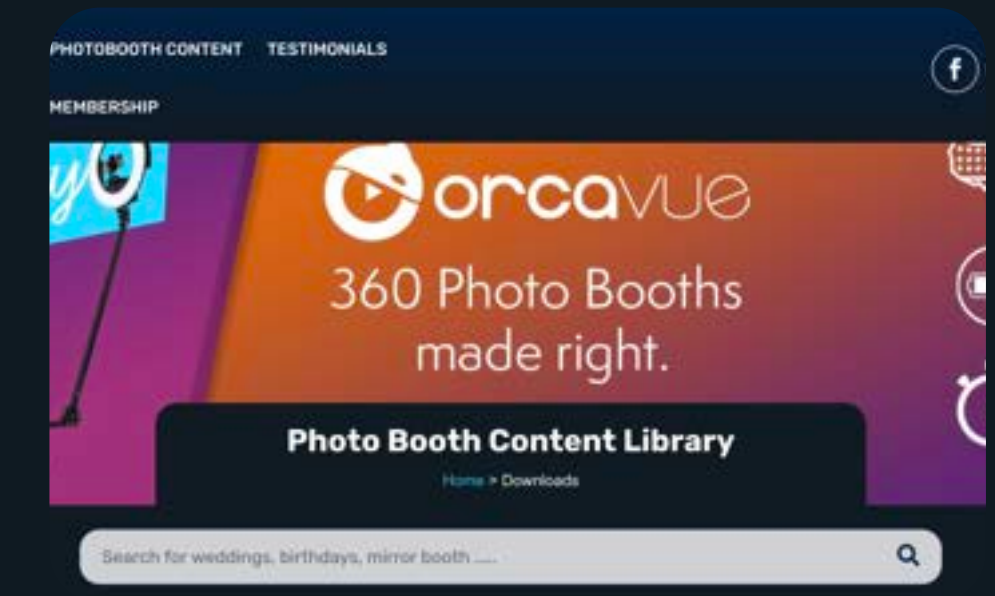 PHOTOBOOTH CONTENT TESTIMONIALS
f
MEMBERSHIP
orcavue
360 Photo Booths
made right.
Photo Booth Content Library
Home > Downloads
Search for weddings, birthdays, mirror booth .....